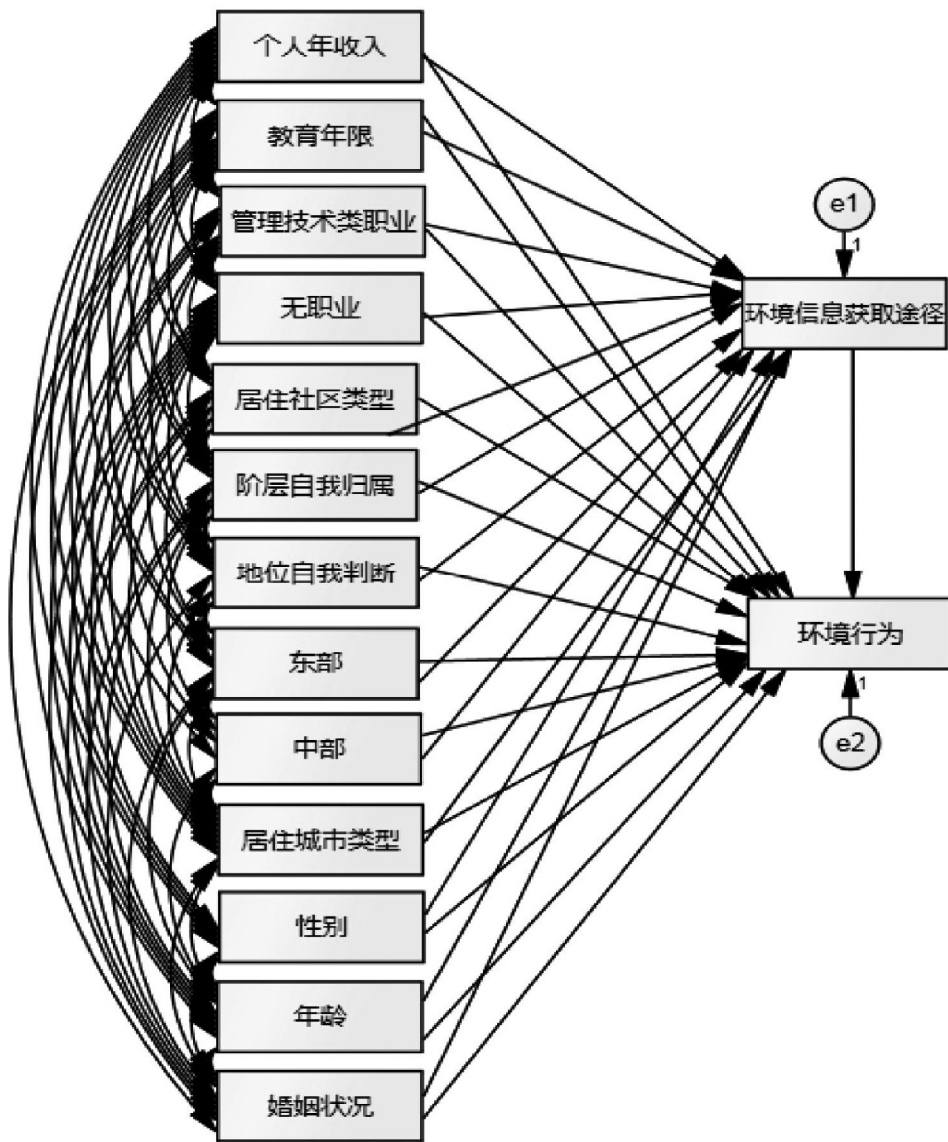 个人年收入
教育年限
管理技术类职业
无职业
居住社区类型
阶层自我归属
地位自我判断
东部
中部
居住城市类型
性别
年龄
婚姻状况
e1
1
环境信息获取途径
环境行为
1
e2